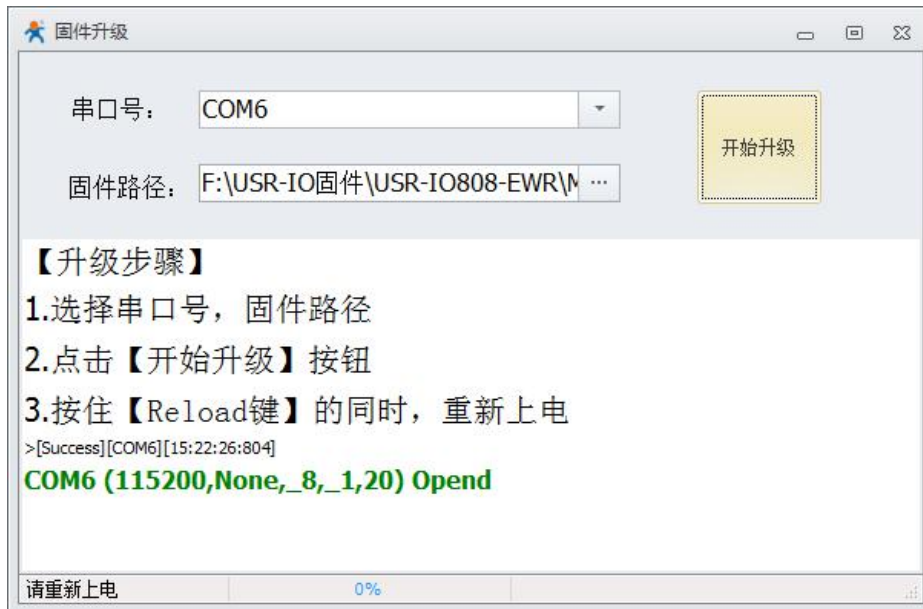 固件升级
串口号：
COM6
开始升级
固件路径：
F:\USR-IO固件\USR-IO808-EWR\M
...
【升级步骤】
1.选择串口号，固件路径
2.点击【开始升级】按钮
3.按住【Reload键】的同时，重新上电
>[Success][COM6][15:22:26:804]
COM6 (115200,None,_8,_1,20) Opend
请重新上电
0%